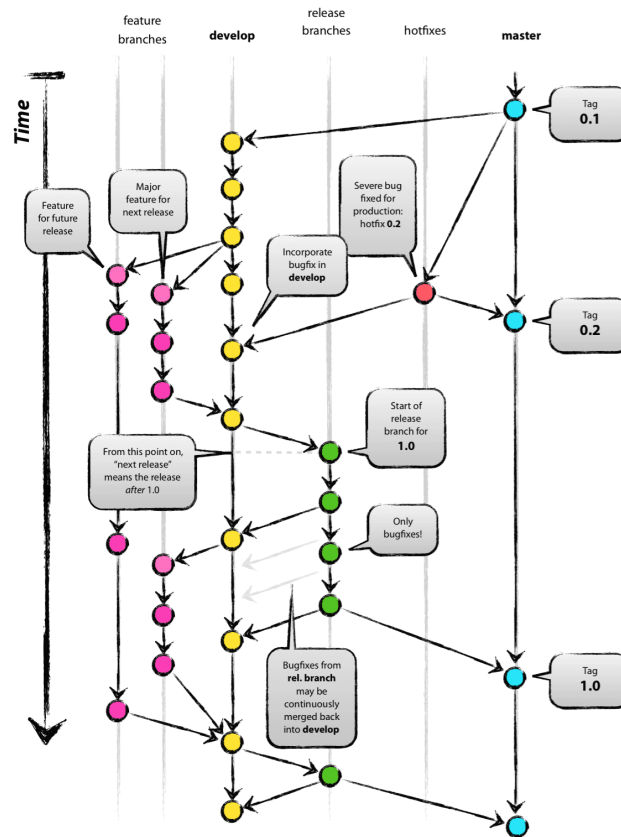 feature
branches
develop
release
branches
hotfixes
master
Time
Tag
0.1
Major
feature for
next release
Feature
for future
release
Severe bug
fixed for
production:
hotfix 0.2
Incorporate
bugfix in
develop
Tag
0.2
Start of
release
branch for
1.0
From this point on,
“next release”
means the release
after 1.0
Only
bugfixes!
Bugfixes from
rel. branch
may be
continuously
merged back
into develop
Tag
1.0